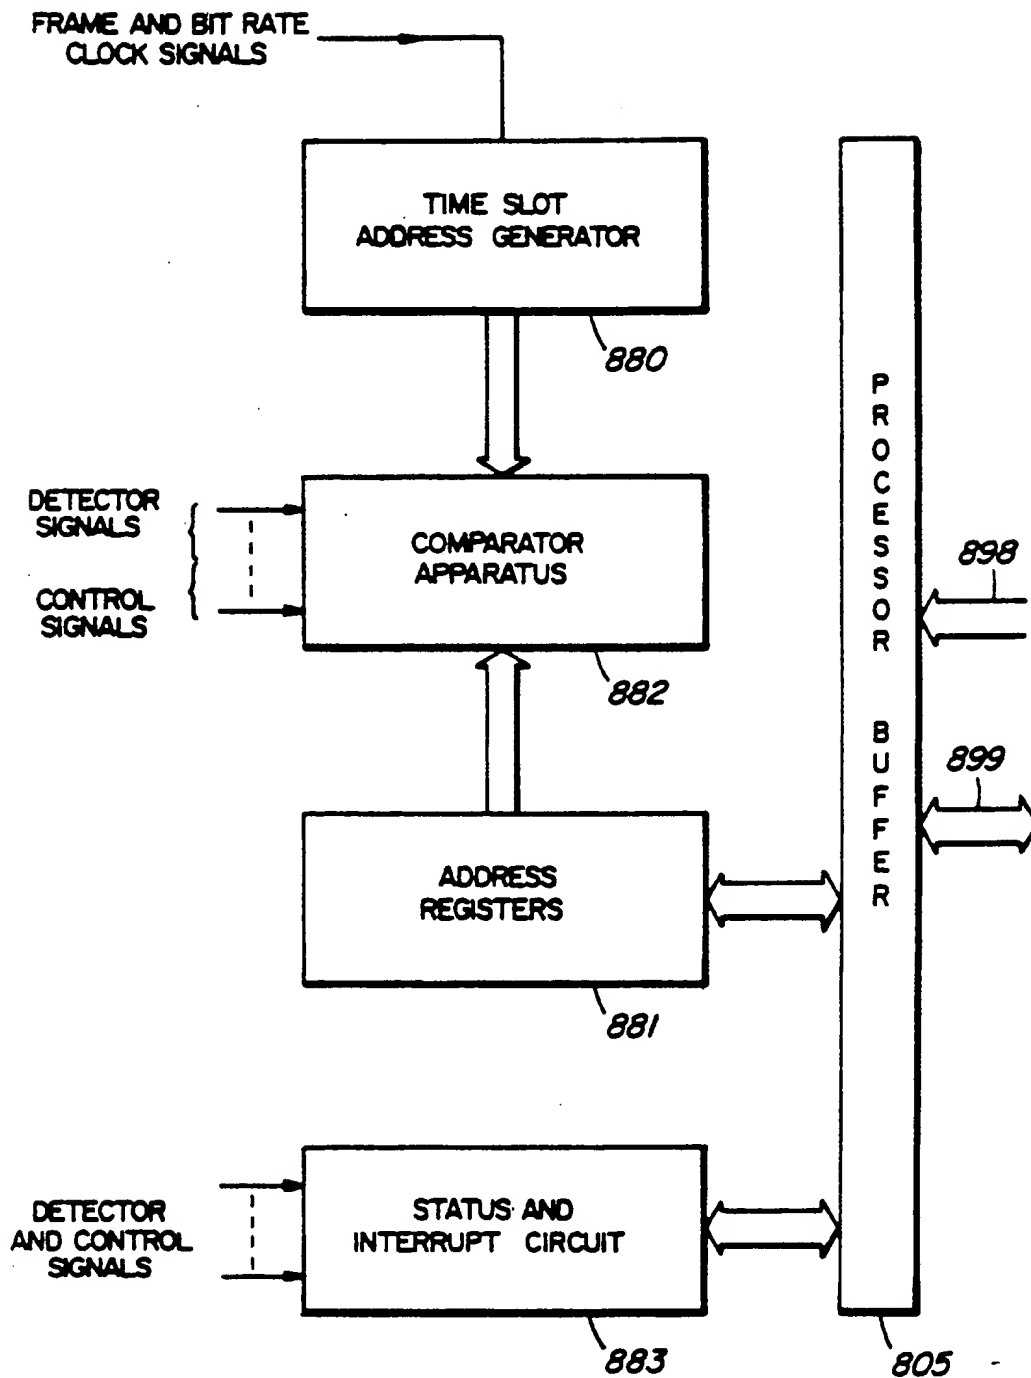 FRAME AND BIT RATE
CLOCK SIGNALS
TIME SLOT
ADDRESS GENERATOR
880
DETECTOR
SIGNALS
CONTROL
SIGNALS
COMPARATOR
APPARATUS
882
ADDRESS
REGISTERS
881
DETECTOR
AND CONTROL
SIGNALS
STATUS AND
INTERRUPT CIRCUIT
883
PROCESSOR BUFFER
898
899
805